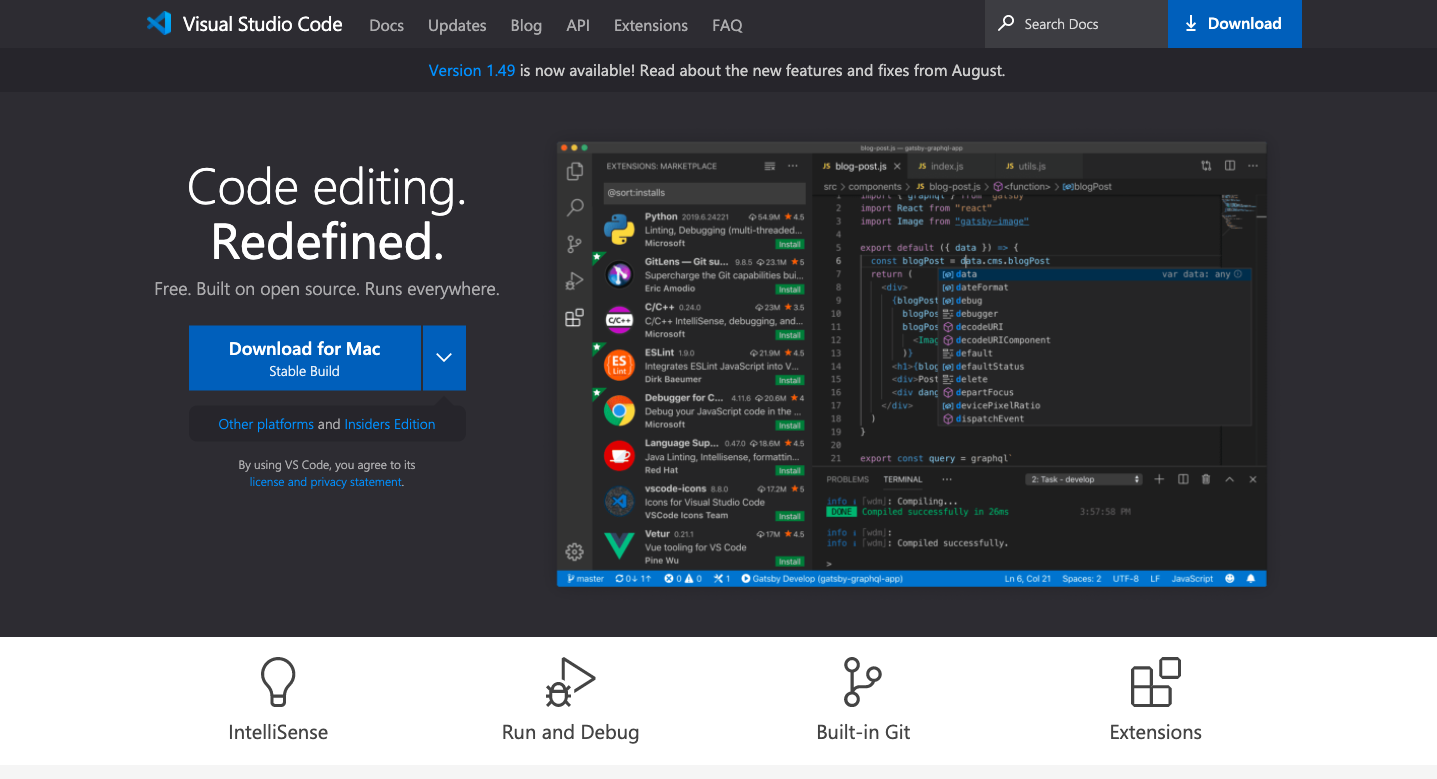 Visual Studio Code Docs Updates Blog API Extensions FAQ Search Docs Download
Version 1.49 is now available! Read about the new features and fixes from August.
Code editing.
Redefined.
Free. Built on open source. Runs everywhere.
Download for Mac
Stable Build
Other platforms and Insiders Edition
By using VS Code, you agree to its
license and privacy statement.
blog-post.js — gatsby-graphql-app
EXTENSIONS: MARKETPLACE ···
@sort:installs
Python 2019.6.24221 54.9M ★4.5
Linting, Debugging (multi-threaded...
Microsoft Install
GitLens — Git su... 9.8.5 23.1M ★5
Supercharge the Git capabilities bui...
Eric Amodio Install
C/C++ 0.24.0 23M ★3.5
C/C++ IntelliSense, debugging, and...
Microsoft Install
ESLint 1.9.0 21.9M ★4.5
Integrates ESLint JavaScript into V...
Dirk Baeumer Install
Debugger for C... 4.11.6 20.6M ★4
Debug your JavaScript code in the ...
Microsoft Install
Language Sup... 0.47.0 18.6M ★4.5
Java Linting, Intellisense, formattin...
Red Hat Install
vscode-icons 8.8.0 17.2M ★5
Icons for Visual Studio Code
VSCode Icons Team Install
Vetur 0.21.1 17M ★4.5
Vue tooling for VS Code
Pine Wu Install
C/C++
ES
Lint
JS blog-post.js × JS index.js JS utils.js ···
src > components > JS blog-post.js > <function> > blogPost
1 import { graphql } from "gatsby"
2 import React from "react"
3 import Image from "gatsby-image"
4
5 export default ({ data }) => {
6 const blogPost = data.cms.blogPost
7 return (
8 <div>
9 {blogPost
10 blogPos
11 blogPos
12 <Imag
13 )}
14 <h1>{blog
15 <div>Post
16 <div dang
17 </div>
18 )
19 }
20
21 export const query = graphql`
data var data: any
dateFormat
debug
debugger
decodeURI
decodeURIComponent
default
defaultStatus
delete
departFocus
devicePixelRatio
dispatchEvent
PROBLEMS TERMINAL ··· 2: Task - develop
info : [wdm]: Compiling...
DONE Compiled successfully in 26ms 3:57:58 PM
info : [wdm]:
info : [wdm]: Compiled successfully.
>
master 0↓ 1↑ 0 0 1 Gatsby Develop (gatsby-graphql-app) Ln 6, Col 21 Spaces: 2 UTF-8 LF JavaScript
IntelliSense
Run and Debug
Built-in Git
Extensions